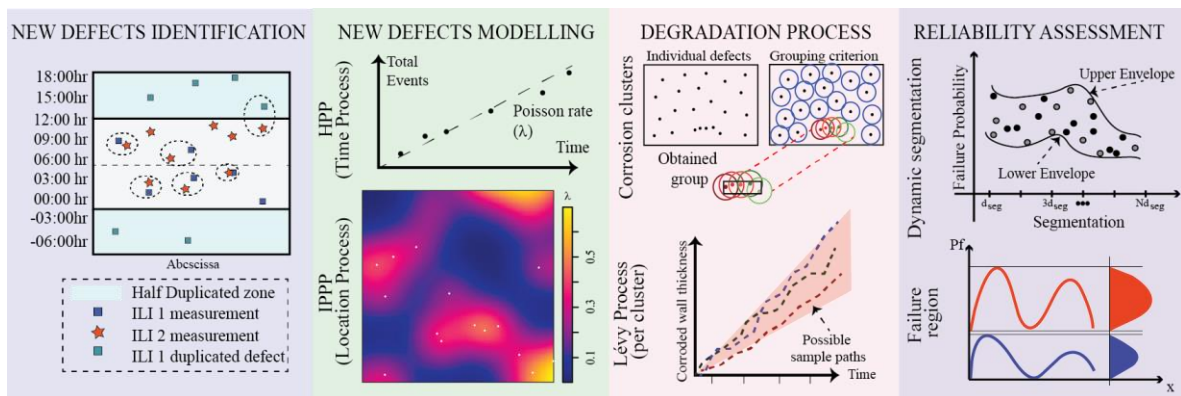 NEW DEFECTS IDENTIFICATION
18:00hr
15:00hr
12:00 hr
09:00 hr
06:00 hr
03:00 hr
00:00 hr
-03:00hr
-06:00hr
Abcscissa
Half Duplicated zone
ILI 1 measurement
ILI 2 measurement
ILI 1 duplicated defect
NEW DEFECTS MODELLING
HPP
(Time Process)
Total
Events
Poisson rate
(λ)
Time
IPPP
(Location Process)
λ
0.5
0.3
0.1
DEGRADATION PROCESS
Corrosion clusters
Individual defects
Grouping criterion
Obtained
group
Lévy Process
(per cluster)
Corroded wall thickness
Possible
sample paths
Time
RELIABILITY ASSESSMENT
Dynamic segmentation
Failure Probability
Upper Envelope
Lower Envelope
dseg
3dseg
Ndseg
Segmentation
Failure
region
Pf
x